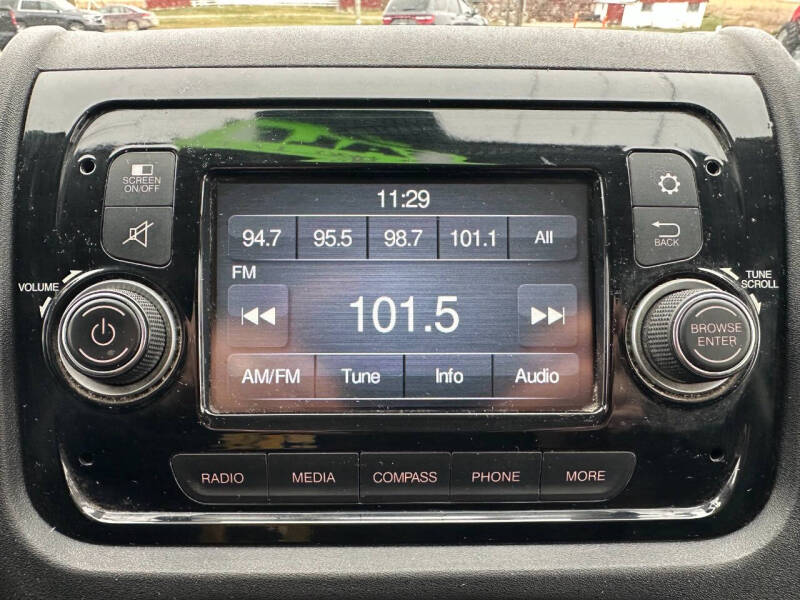 11:29
SCREEN
ON/OFF
94.7 95.5 98.7 101.1 All
BACK
FM
VOLUME
TUNE
SCROLL
101.5
BROWSE
ENTER
AM/FM Tune Info Audio
RADIO MEDIA COMPASS PHONE MORE